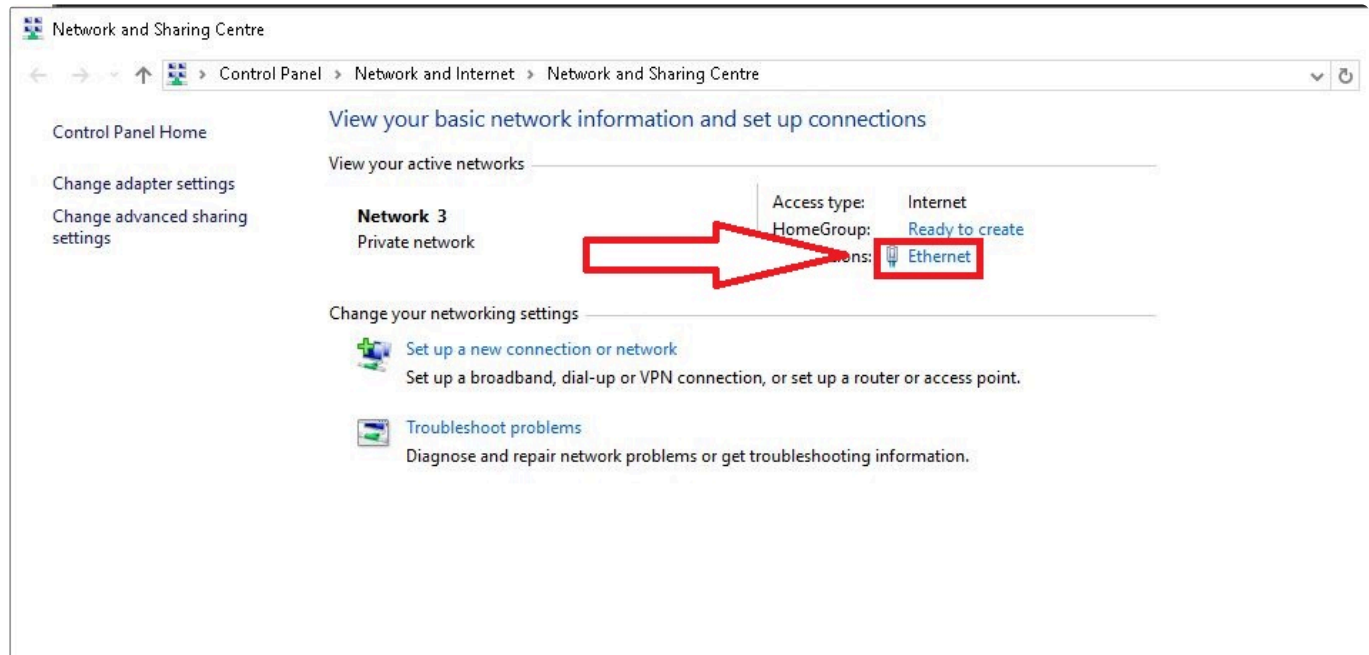 Network and Sharing Centre
Control Panel > Network and Internet > Network and Sharing Centre
Control Panel Home
Change adapter settings
Change advanced sharing
settings
View your basic network information and set up connections
View your active networks
Network 3
Private network
Access type: Internet
HomeGroup: Ready to create
ons: Ethernet
Change your networking settings
Set up a new connection or network
Set up a broadband, dial-up or VPN connection, or set up a router or access point.
Troubleshoot problems
Diagnose and repair network problems or get troubleshooting information.